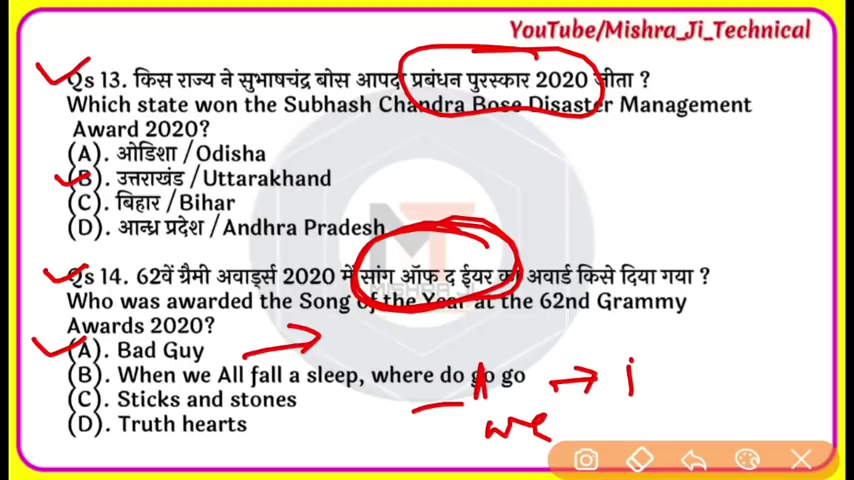 YouTube/Mishra_Ji_Technical
Qs 13. किस राज्य ने सुभाषचंद्र बोस आपदा प्रबंधन पुरस्कार 2020 जीता ?
Which state won the Subhash Chandra Bose Disaster Management
Award 2020?
(A). ओडिशा /Odisha
(B). उत्तराखंड /Uttarakhand
(C). बिहार /Bihar
(D). आन्ध्र प्रदेश /Andhra Pradesh
Qs 14. 62वें ग्रैमी अवार्ड्स 2020 में सांग ऑफ द ईयर का अवार्ड किसे दिया गया ?
Who was awarded the Song of the Year at the 62nd Grammy
Awards 2020?
(A). Bad Guy
(B). When we All fall a sleep, where do go go
(C). Sticks and stones
(D). Truth hearts
we
i
MT
MISHRA JI